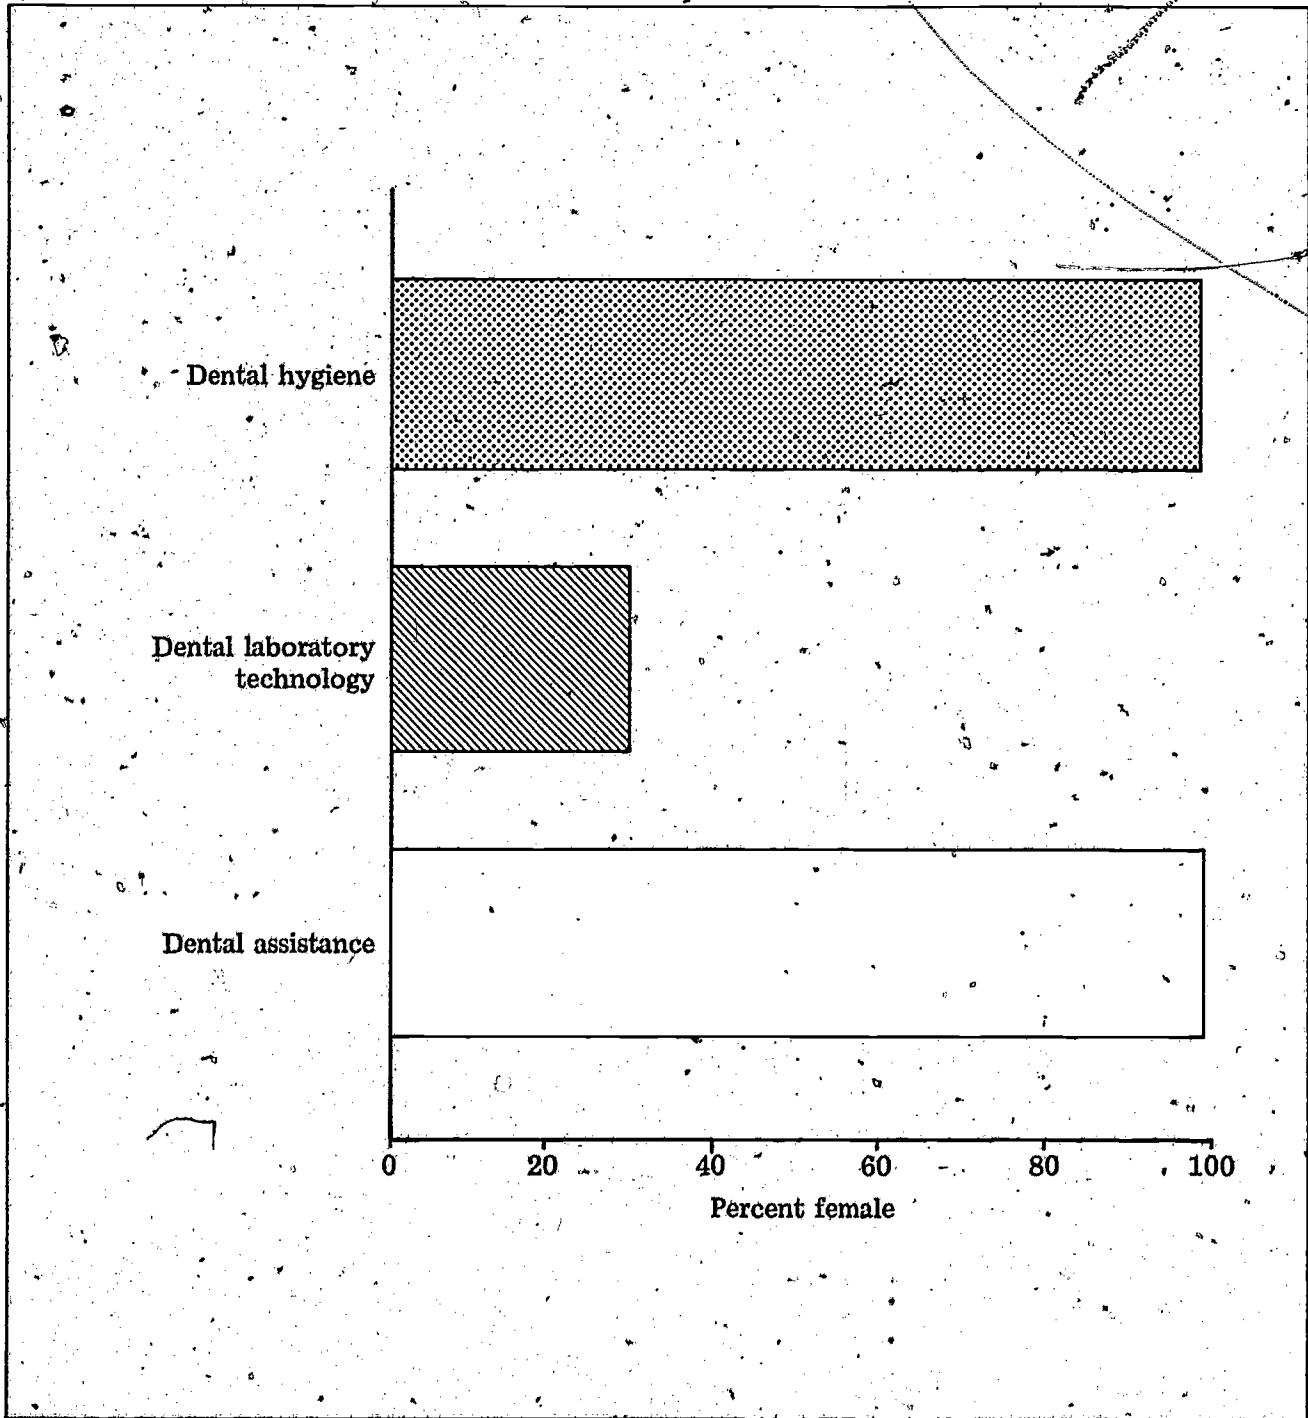 Dental hygiene
Dental laboratory
technology
Dental assistance
0 20 40 60 80 100
Percent female